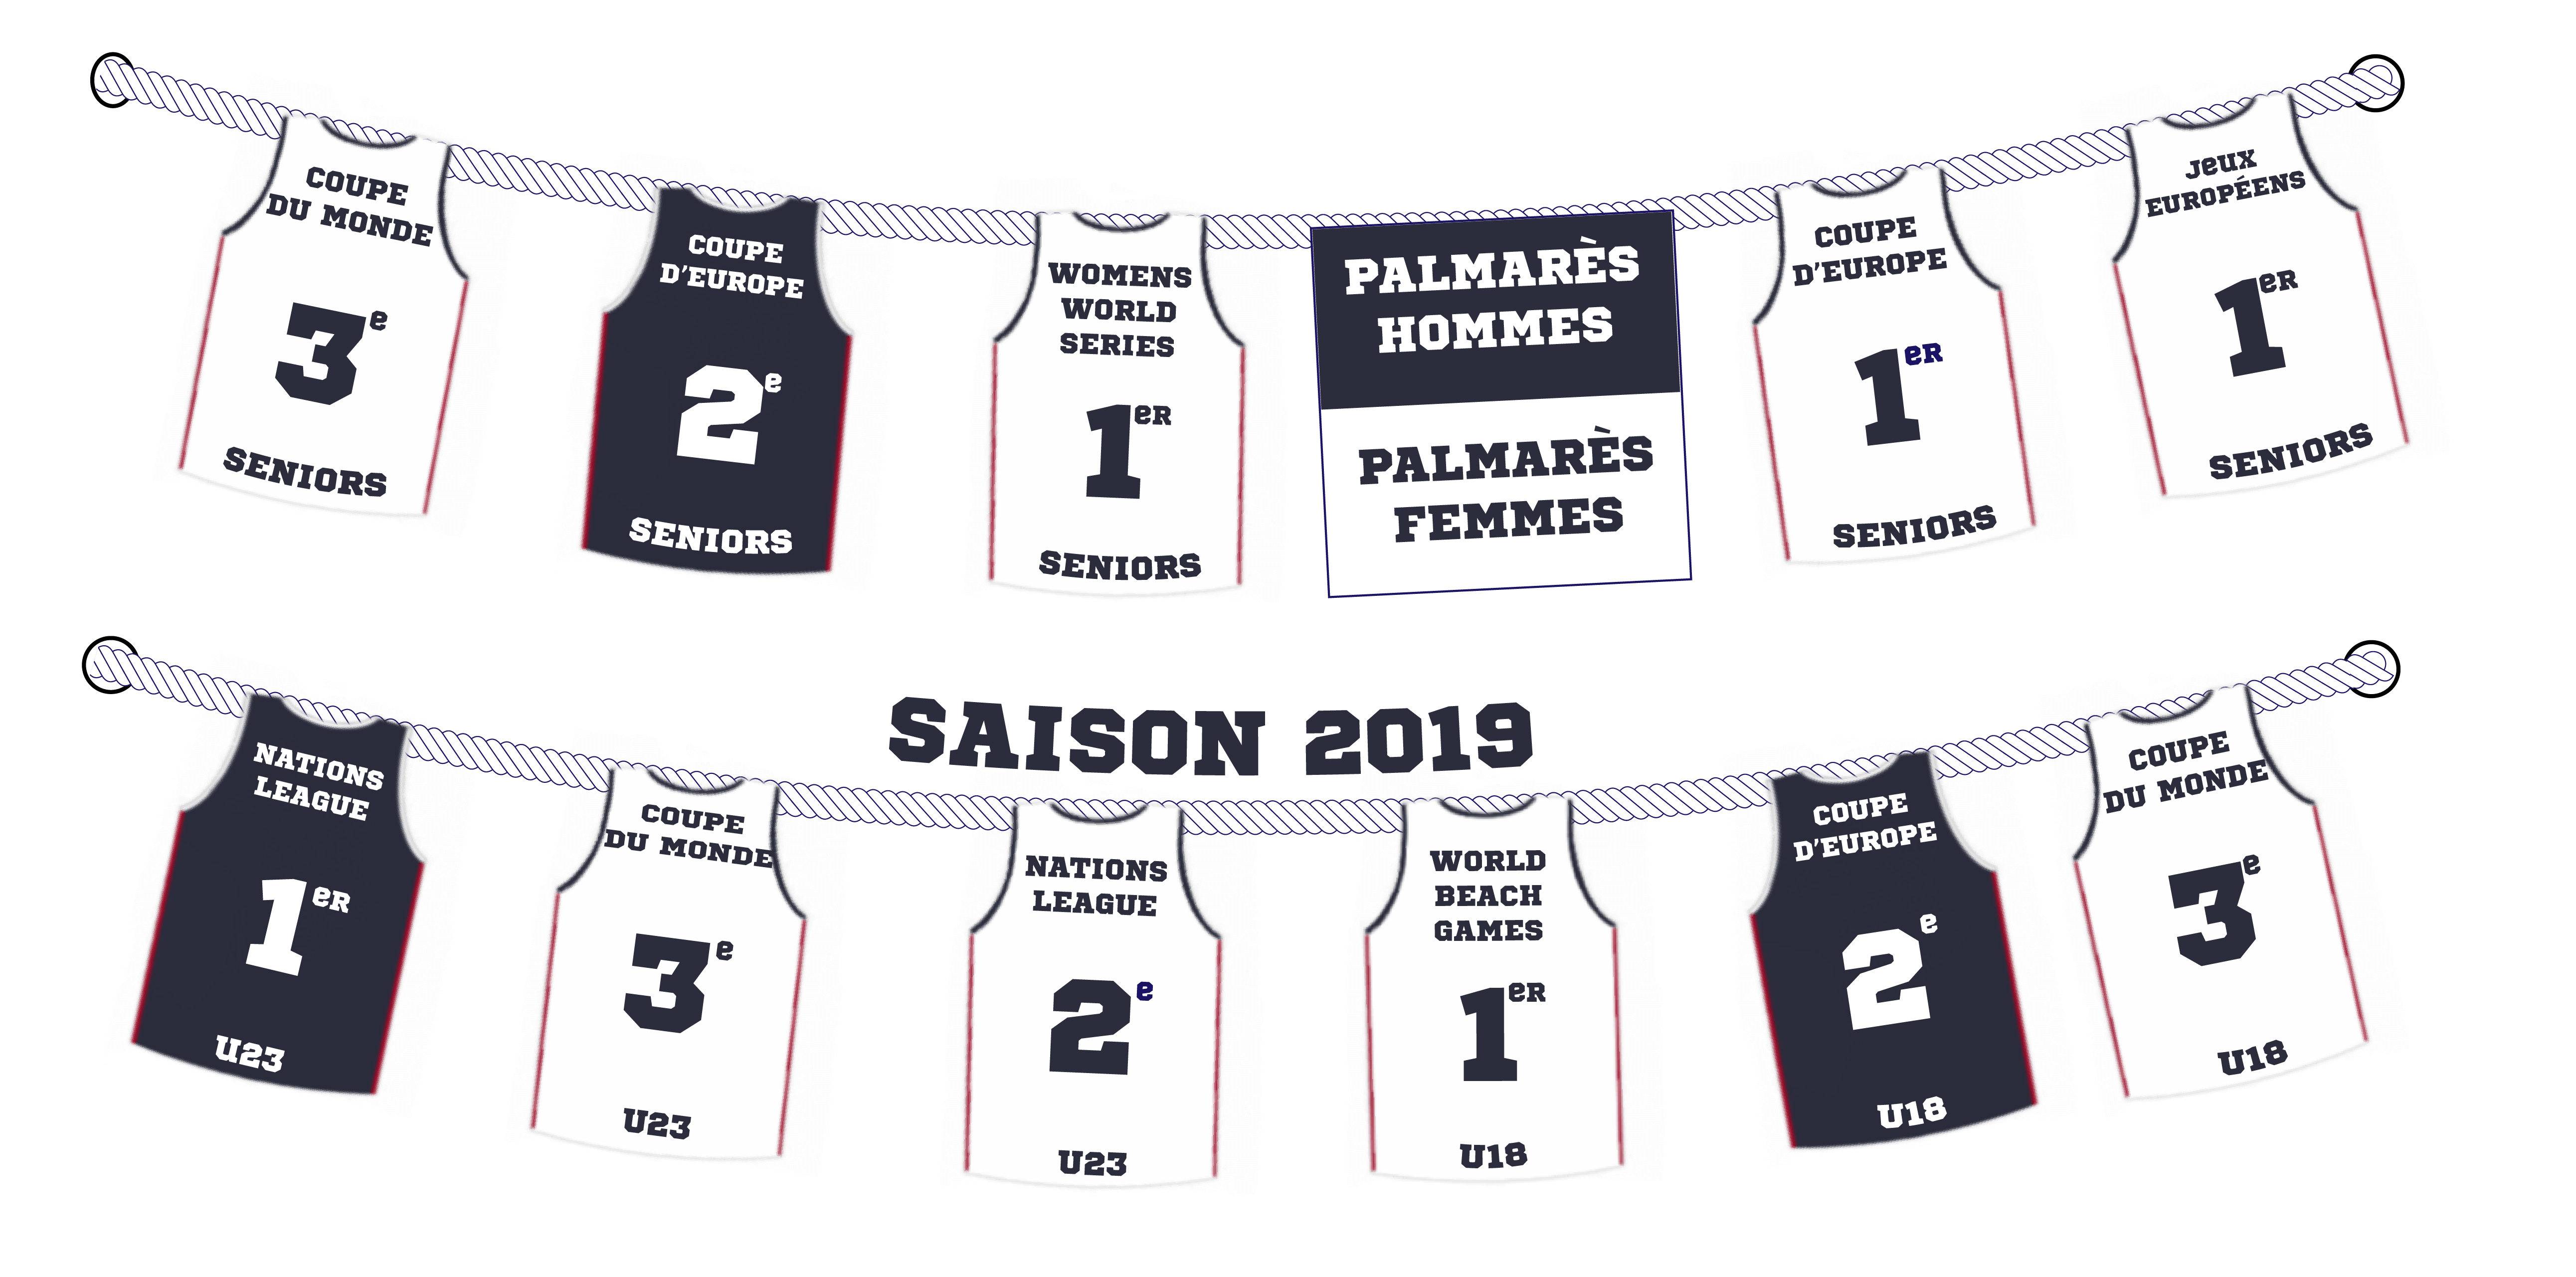 COUPE
DU MONDE
3e
SENIORS
COUPE
D'EUROPE
2e
SENIORS
WOMENS
WORLD
SERIES
1eR
SENIORS
PALMARÈS
HOMMES
PALMARÈS
FEMMES
COUPE
D'EUROPE
1eR
SENIORS
Jeux
EUROPÉENS
1eR
SENIORS
SAISON 2019
NATIONS
LEAGUE
1eR
U23
COUPE
DU MONDE
3e
U23
NATIONS
LEAGUE
2e
U23
WORLD
BEACH
GAMES
1eR
U18
COUPE
D'EUROPE
2e
U18
COUPE
DU MONDE
3e
U18